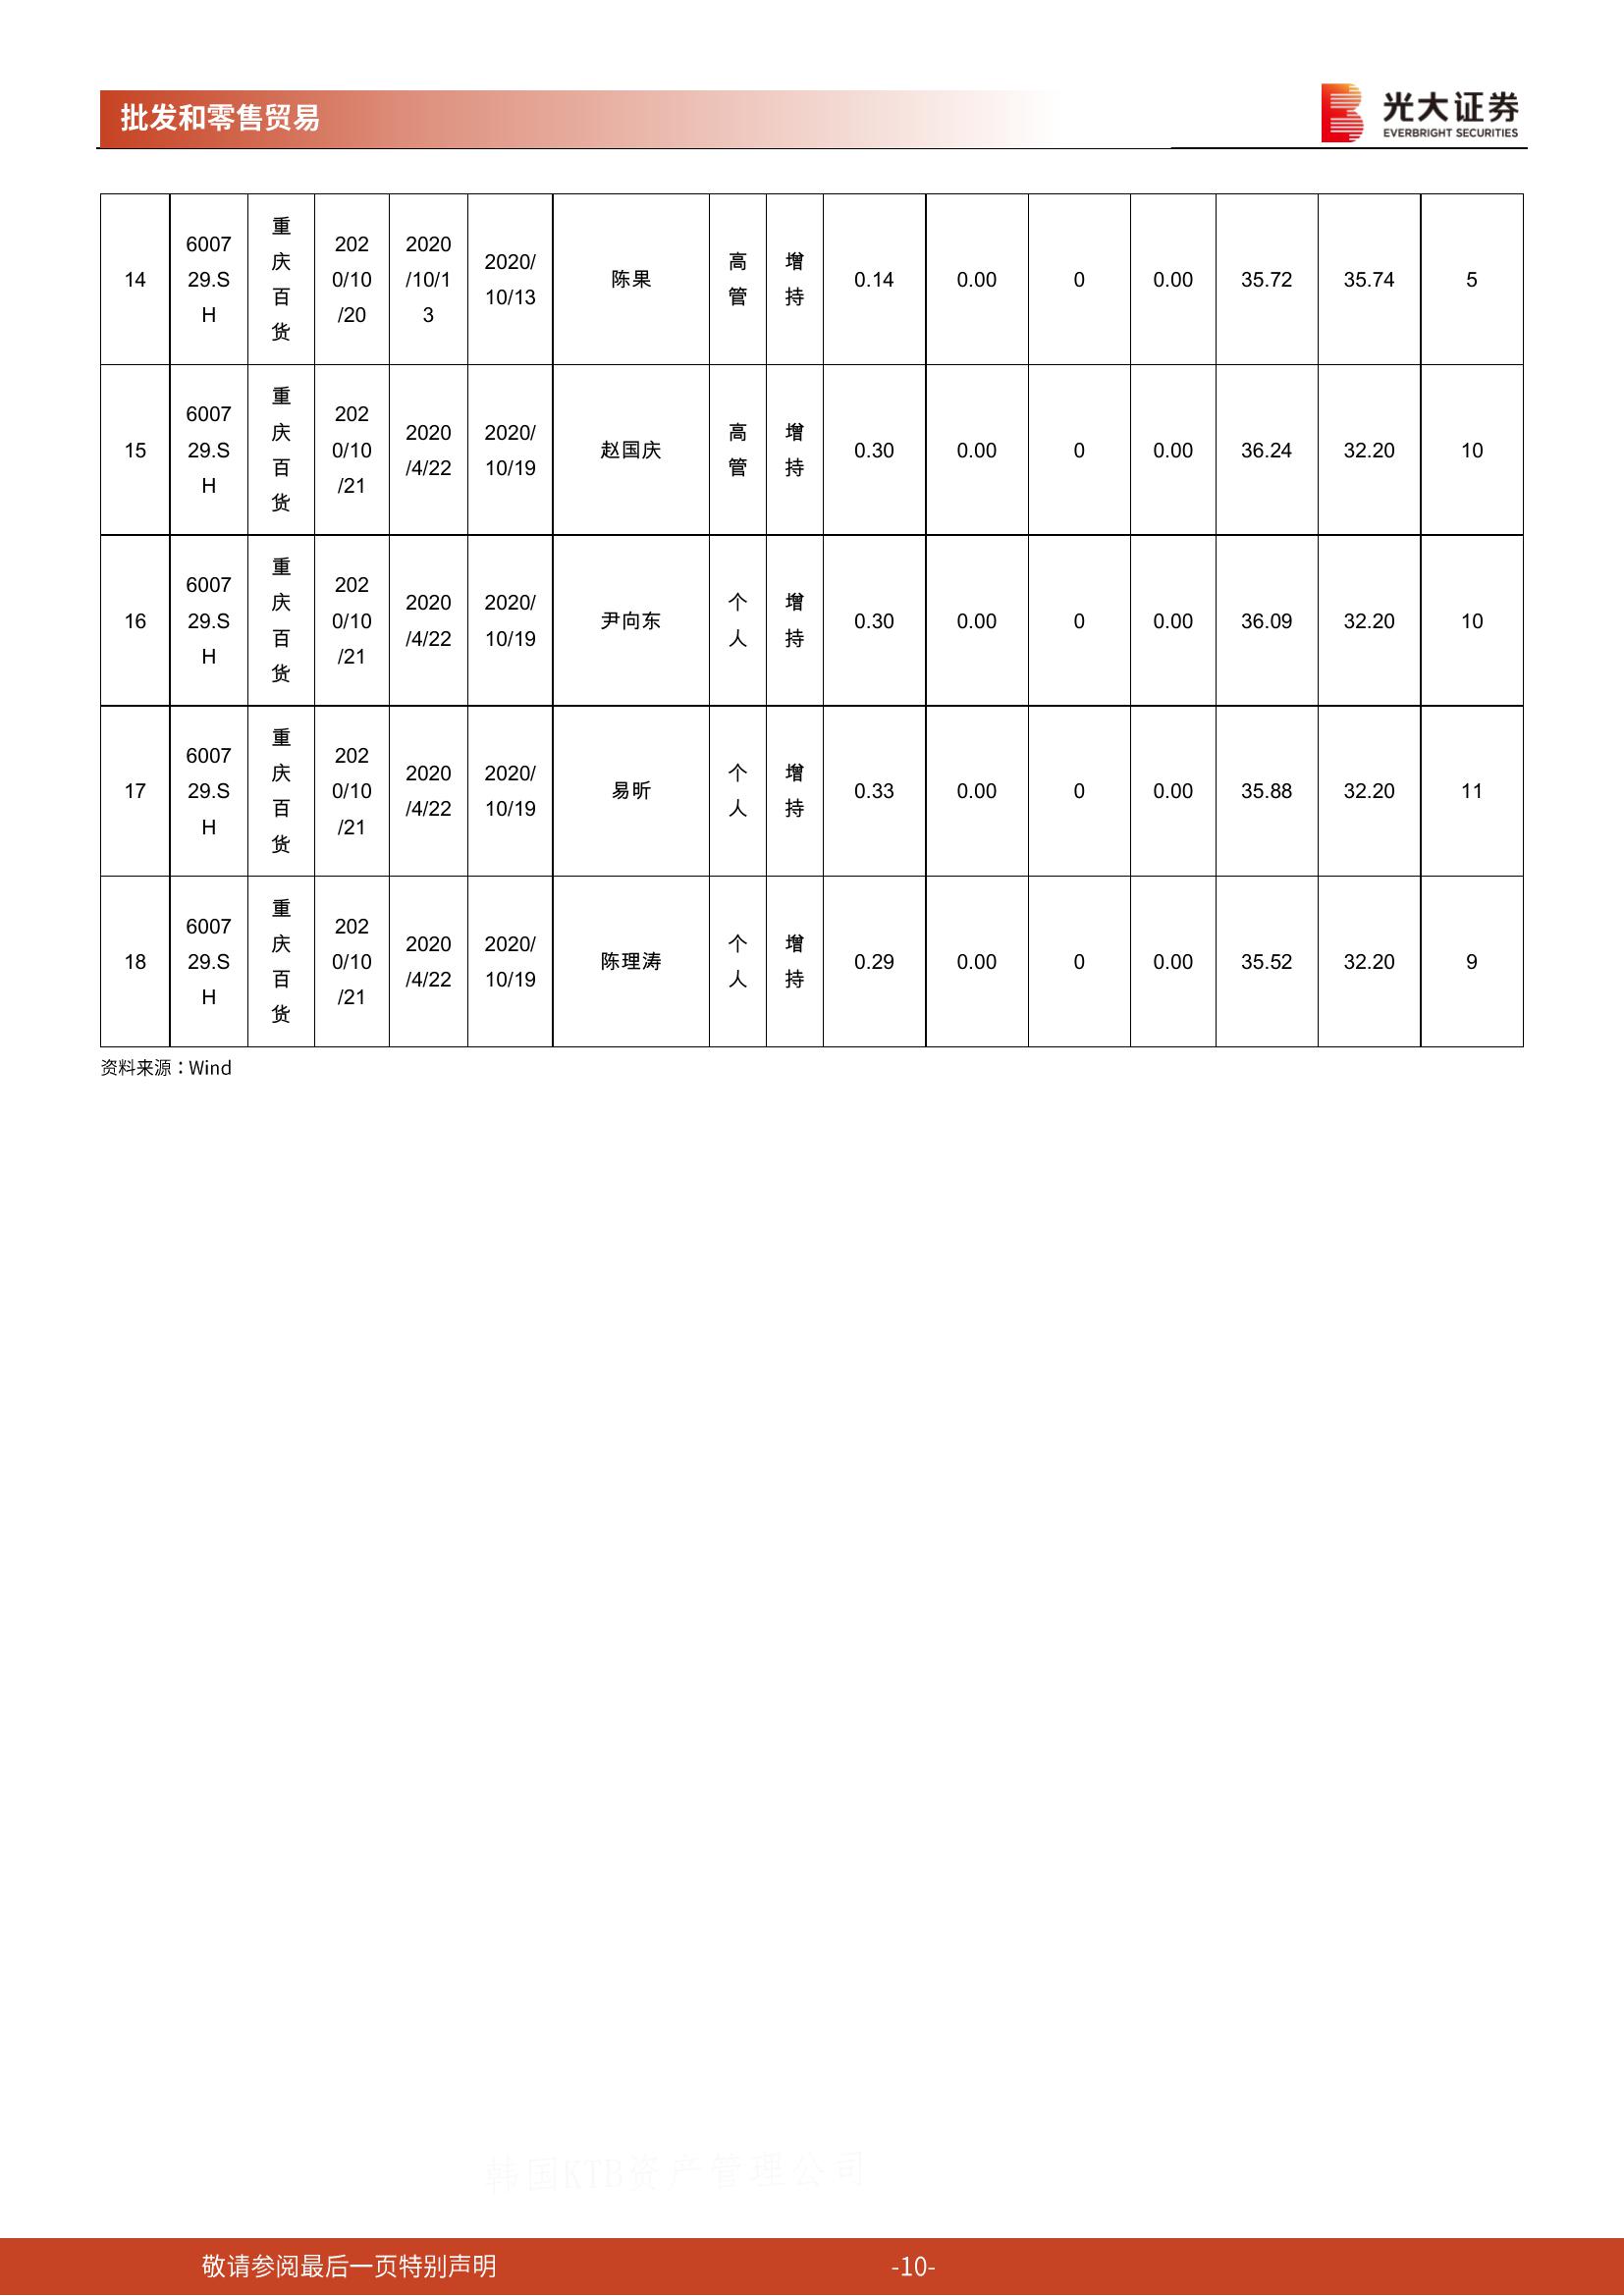 批发和零售贸易
光大证券
EVERBRIGHT SECURITIES
14 600729.SH 重庆百货 2020/10/20 2020/10/13 2020/10/13 陈果 高管 增持 0.14 0.00 0 0.00 35.72 35.74 5
15 600729.SH 重庆百货 2020/10/21 2020/4/22 2020/10/19 赵国庆 高管 增持 0.30 0.00 0 0.00 36.24 32.20 10
16 600729.SH 重庆百货 2020/10/21 2020/4/22 2020/10/19 尹向东 个人 增持 0.30 0.00 0 0.00 36.09 32.20 10
17 600729.SH 重庆百货 2020/10/21 2020/4/22 2020/10/19 易昕 个人 增持 0.33 0.00 0 0.00 35.88 32.20 11
18 600729.SH 重庆百货 2020/10/21 2020/4/22 2020/10/19 陈理涛 个人 增持 0.29 0.00 0 0.00 35.52 32.20 9
资料来源：Wind
韩国KTB资产管理公司
敬请参阅最后一页特别声明 -10-